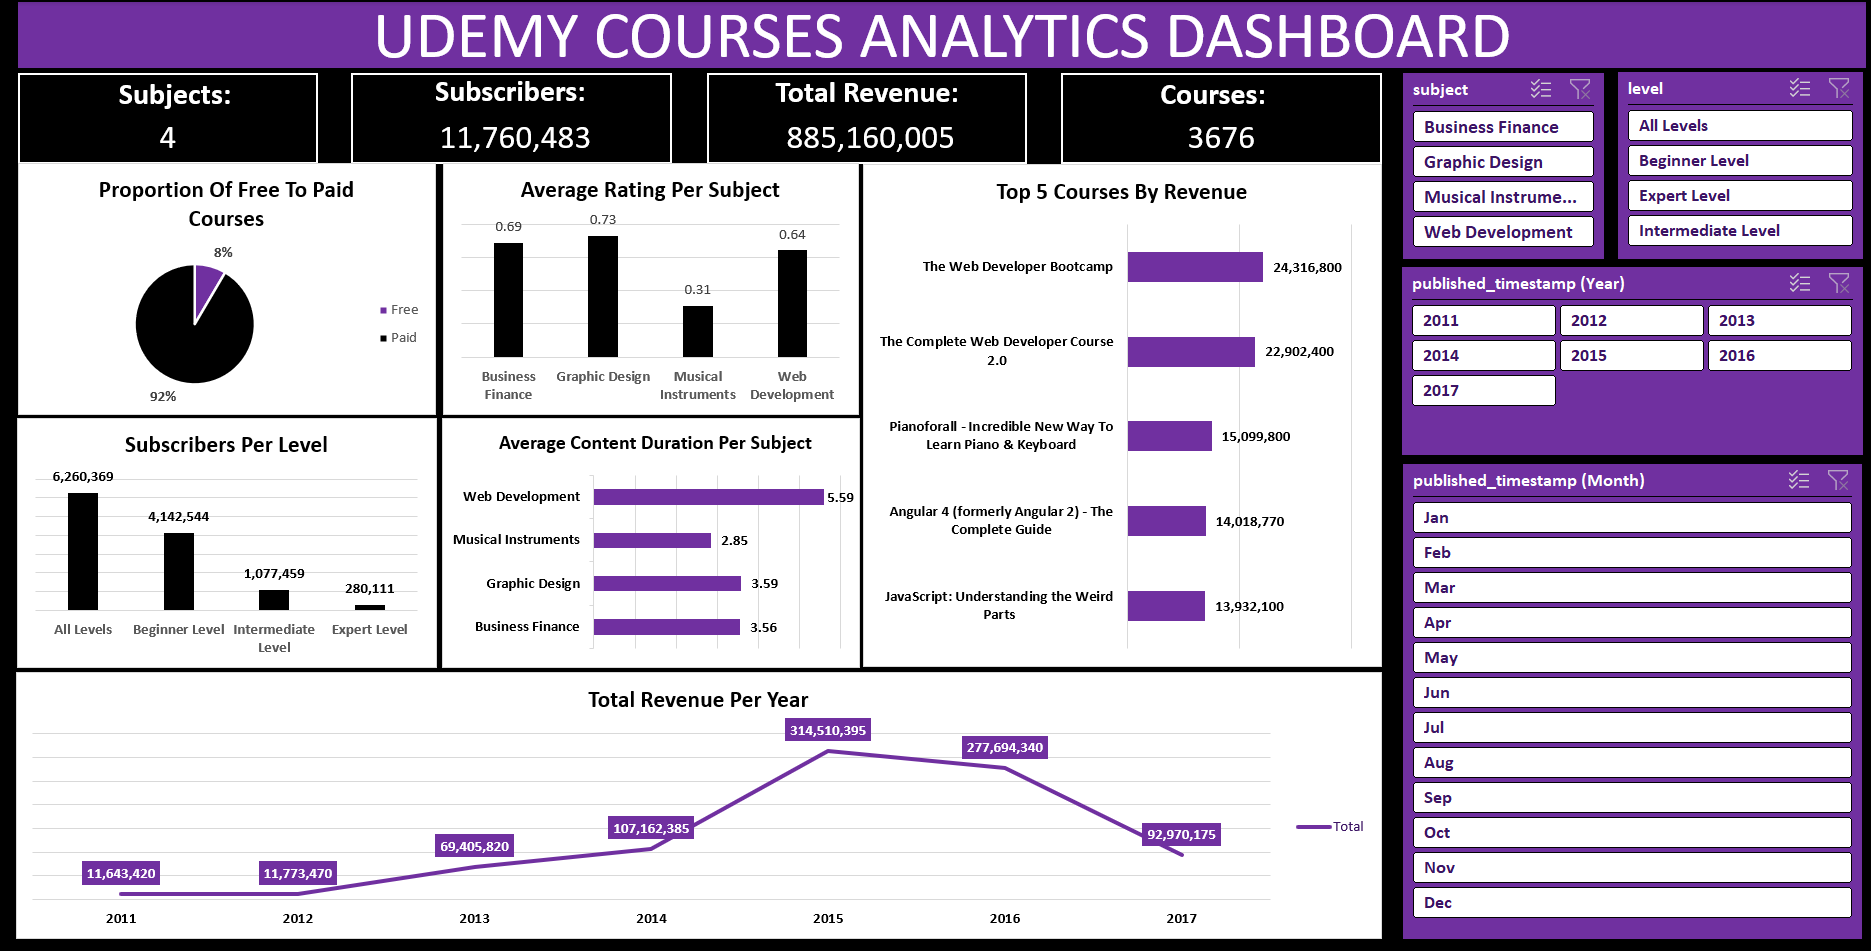 UDEMY COURSES ANALYTICS DASHBOARD
Subjects:
4
Subscribers:
11,760,483
Total Revenue:
885,160,005
Courses:
3676
Proportion Of Free To Paid
Courses
8%
92%
Free
Paid
Average Rating Per Subject
0.69
0.73
0.31
0.64
Business
Finance
Graphic Design
Musical
Instruments
Web
Development
Top 5 Courses By Revenue
The Web Developer Bootcamp
24,316,800
The Complete Web Developer Course
2.0
22,902,400
Pianoforall - Incredible New Way To
Learn Piano & Keyboard
15,099,800
Angular 4 (formerly Angular 2) - The
Complete Guide
14,018,770
JavaScript: Understanding the Weird
Parts
13,932,100
Subscribers Per Level
6,260,369
4,142,544
1,077,459
280,111
All Levels
Beginner Level
Intermediate
Level
Expert Level
Average Content Duration Per Subject
Web Development
5.59
Musical Instruments
2.85
Graphic Design
3.59
Business Finance
3.56
Total Revenue Per Year
11,643,420
11,773,470
69,405,820
107,162,385
314,510,395
277,694,340
92,970,175
Total
2011
2012
2013
2014
2015
2016
2017
subject
Business Finance
Graphic Design
Musical Instrume...
Web Development
level
All Levels
Beginner Level
Expert Level
Intermediate Level
published_timestamp (Year)
2011
2012
2013
2014
2015
2016
2017
published_timestamp (Month)
Jan
Feb
Mar
Apr
May
Jun
Jul
Aug
Sep
Oct
Nov
Dec